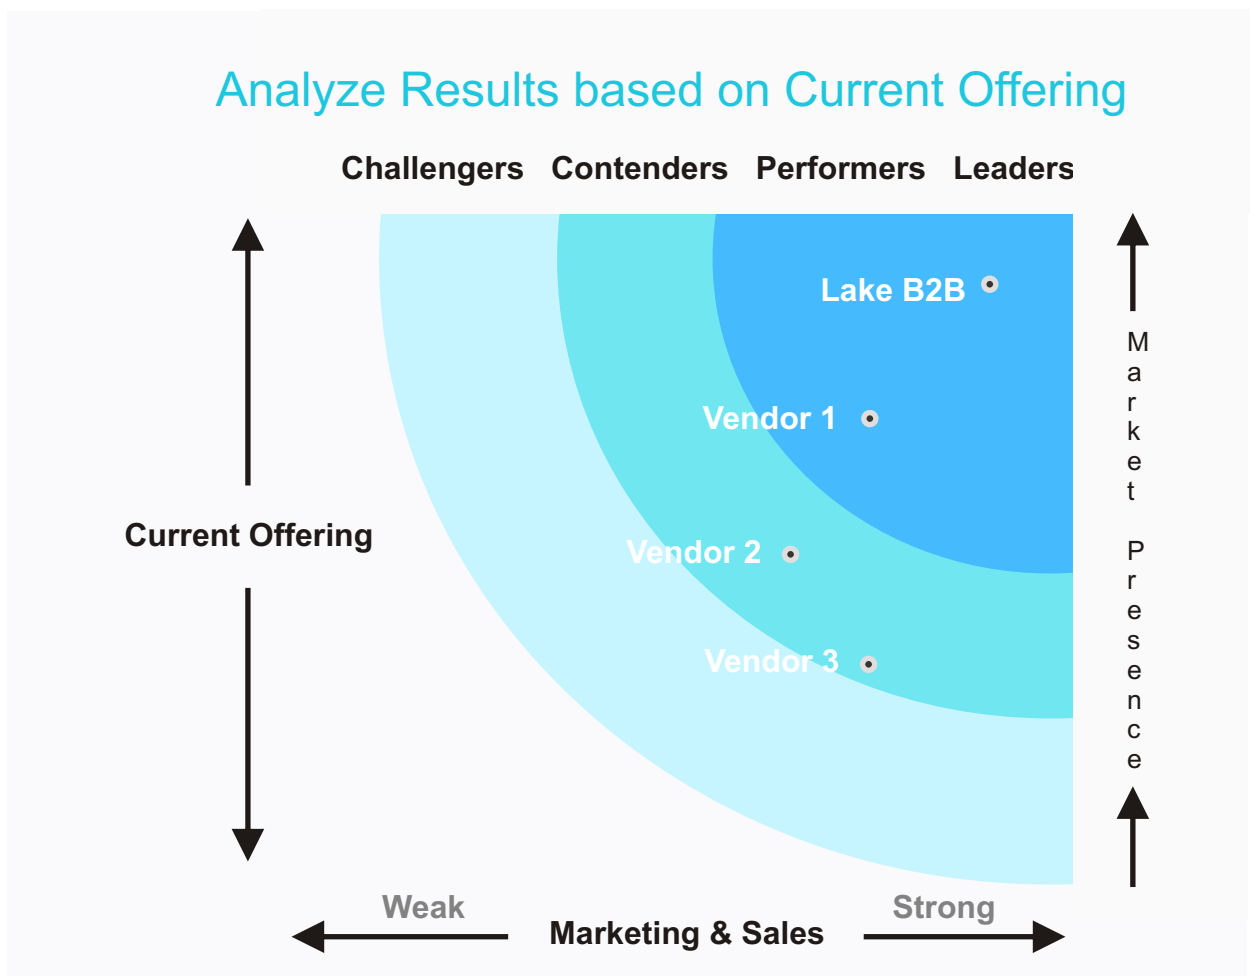 Analyze Results based on Current Offering
Challengers Contenders Performers Leaders
Lake B2B
Vendor 1
Vendor 2
Vendor 3
Current Offering
Market Presence
Weak
Strong
Marketing & Sales